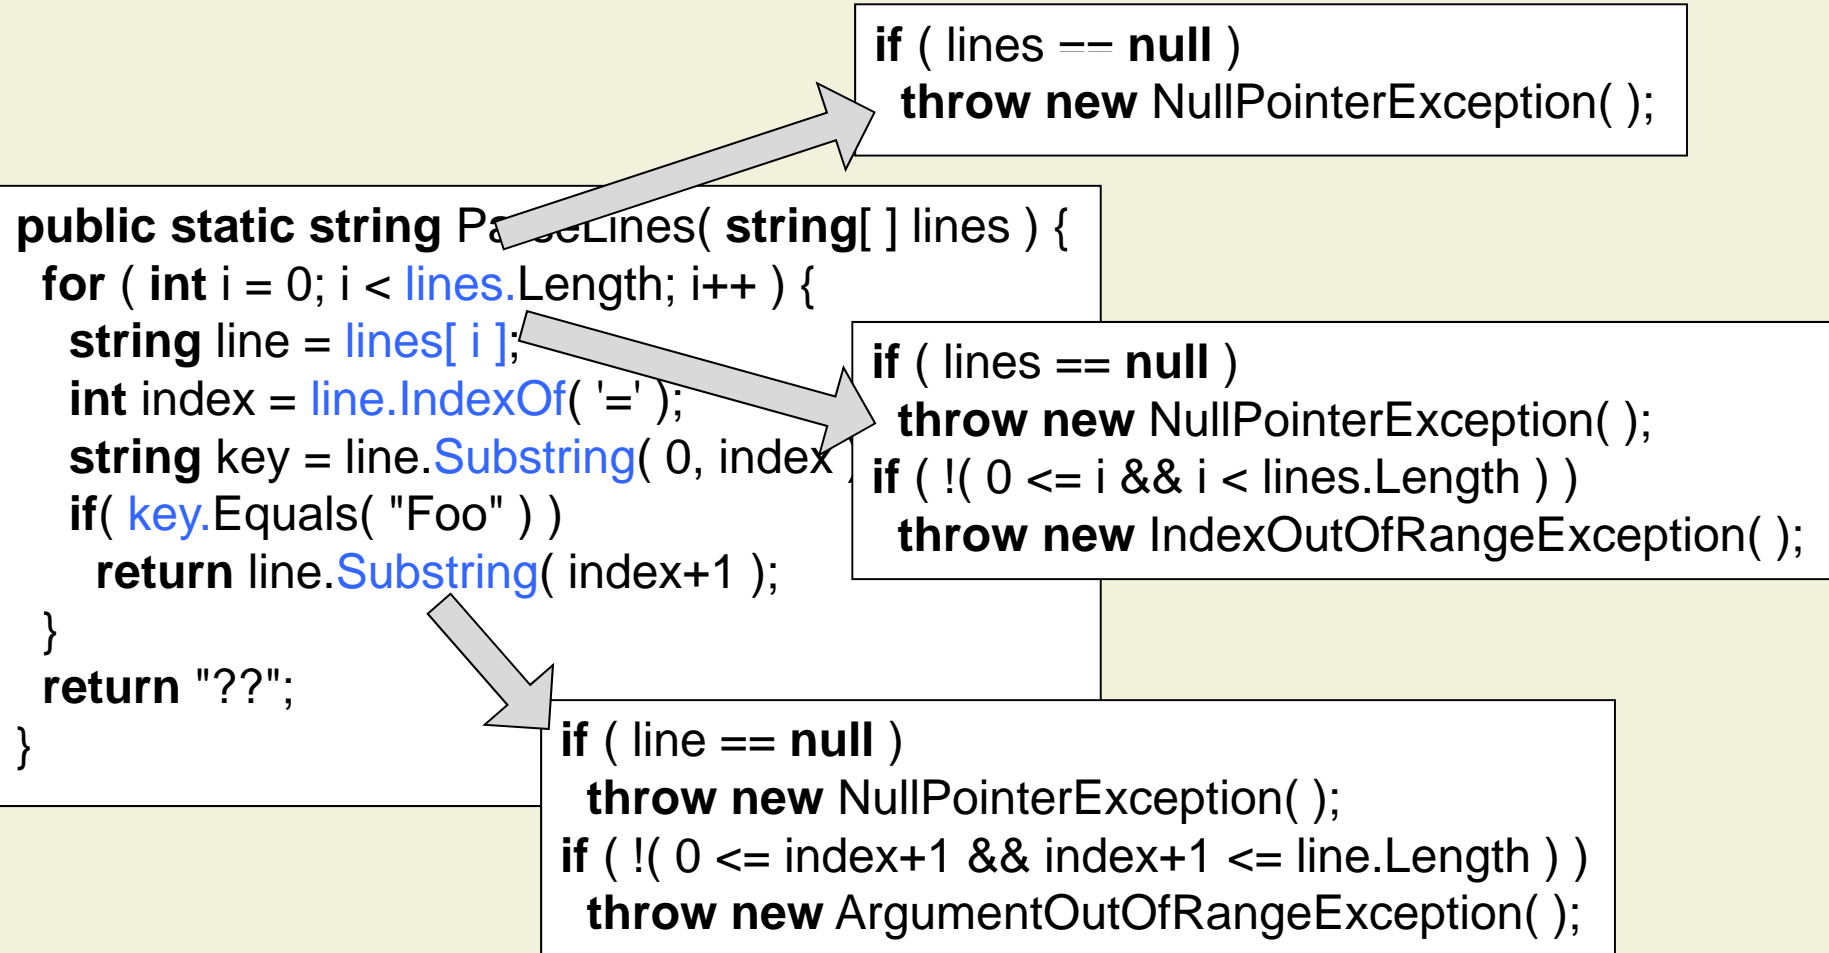 if ( lines == null )
throw new NullPointerException( );
public static string ParseLines( string[ ] lines ) {
for ( int i = 0; i < lines.Length; i++ ) {
string line = lines[ i ];
int index = line.IndexOf( '=' );
string key = line.Substring( 0, index )
if( key.Equals( "Foo" ) )
return line.Substring( index+1 );
}
return "??";
}
if ( lines == null )
throw new NullPointerException( );
if ( !( 0 <= i && i < lines.Length ) )
throw new IndexOutOfRangeException( );
if ( line == null )
throw new NullPointerException( );
if ( !( 0 <= index+1 && index+1 <= line.Length ) )
throw new ArgumentOutOfRangeException( );